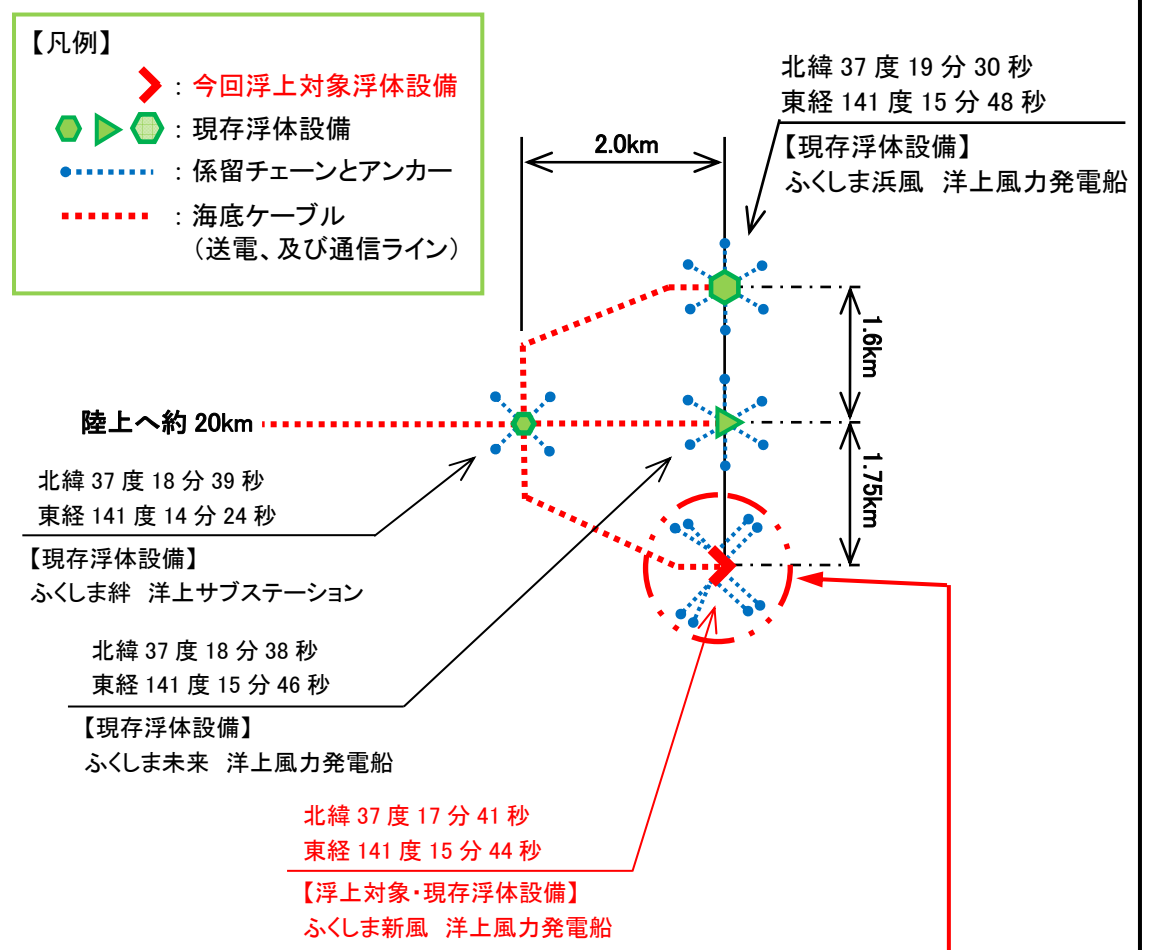 【凡例】
：今回浮上対象浮体設備
：現存浮体設備
：係留チェーンとアンカー
：海底ケーブル
（送電、及び通信ライン）
北緯 37 度 19 分 30 秒
東経 141 度 15 分 48 秒
【現存浮体設備】
ふくしま浜風 洋上風力発電船
2.0km
1.6km
1.75km
陸上へ約 20km
北緯 37 度 18 分 39 秒
東経 141 度 14 分 24 秒
【現存浮体設備】
ふくしま絆 洋上サブステーション
北緯 37 度 18 分 38 秒
東経 141 度 15 分 46 秒
【現存浮体設備】
ふくしま未来 洋上風力発電船
北緯 37 度 17 分 41 秒
東経 141 度 15 分 44 秒
【浮上対象・現存浮体設備】
ふくしま新風 洋上風力発電船